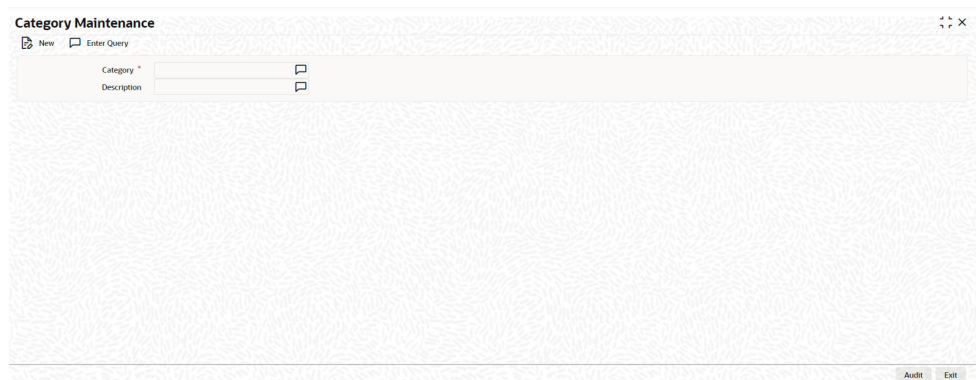 Category Maintenance
New Enter Query
Category *
Description
Audit Exit